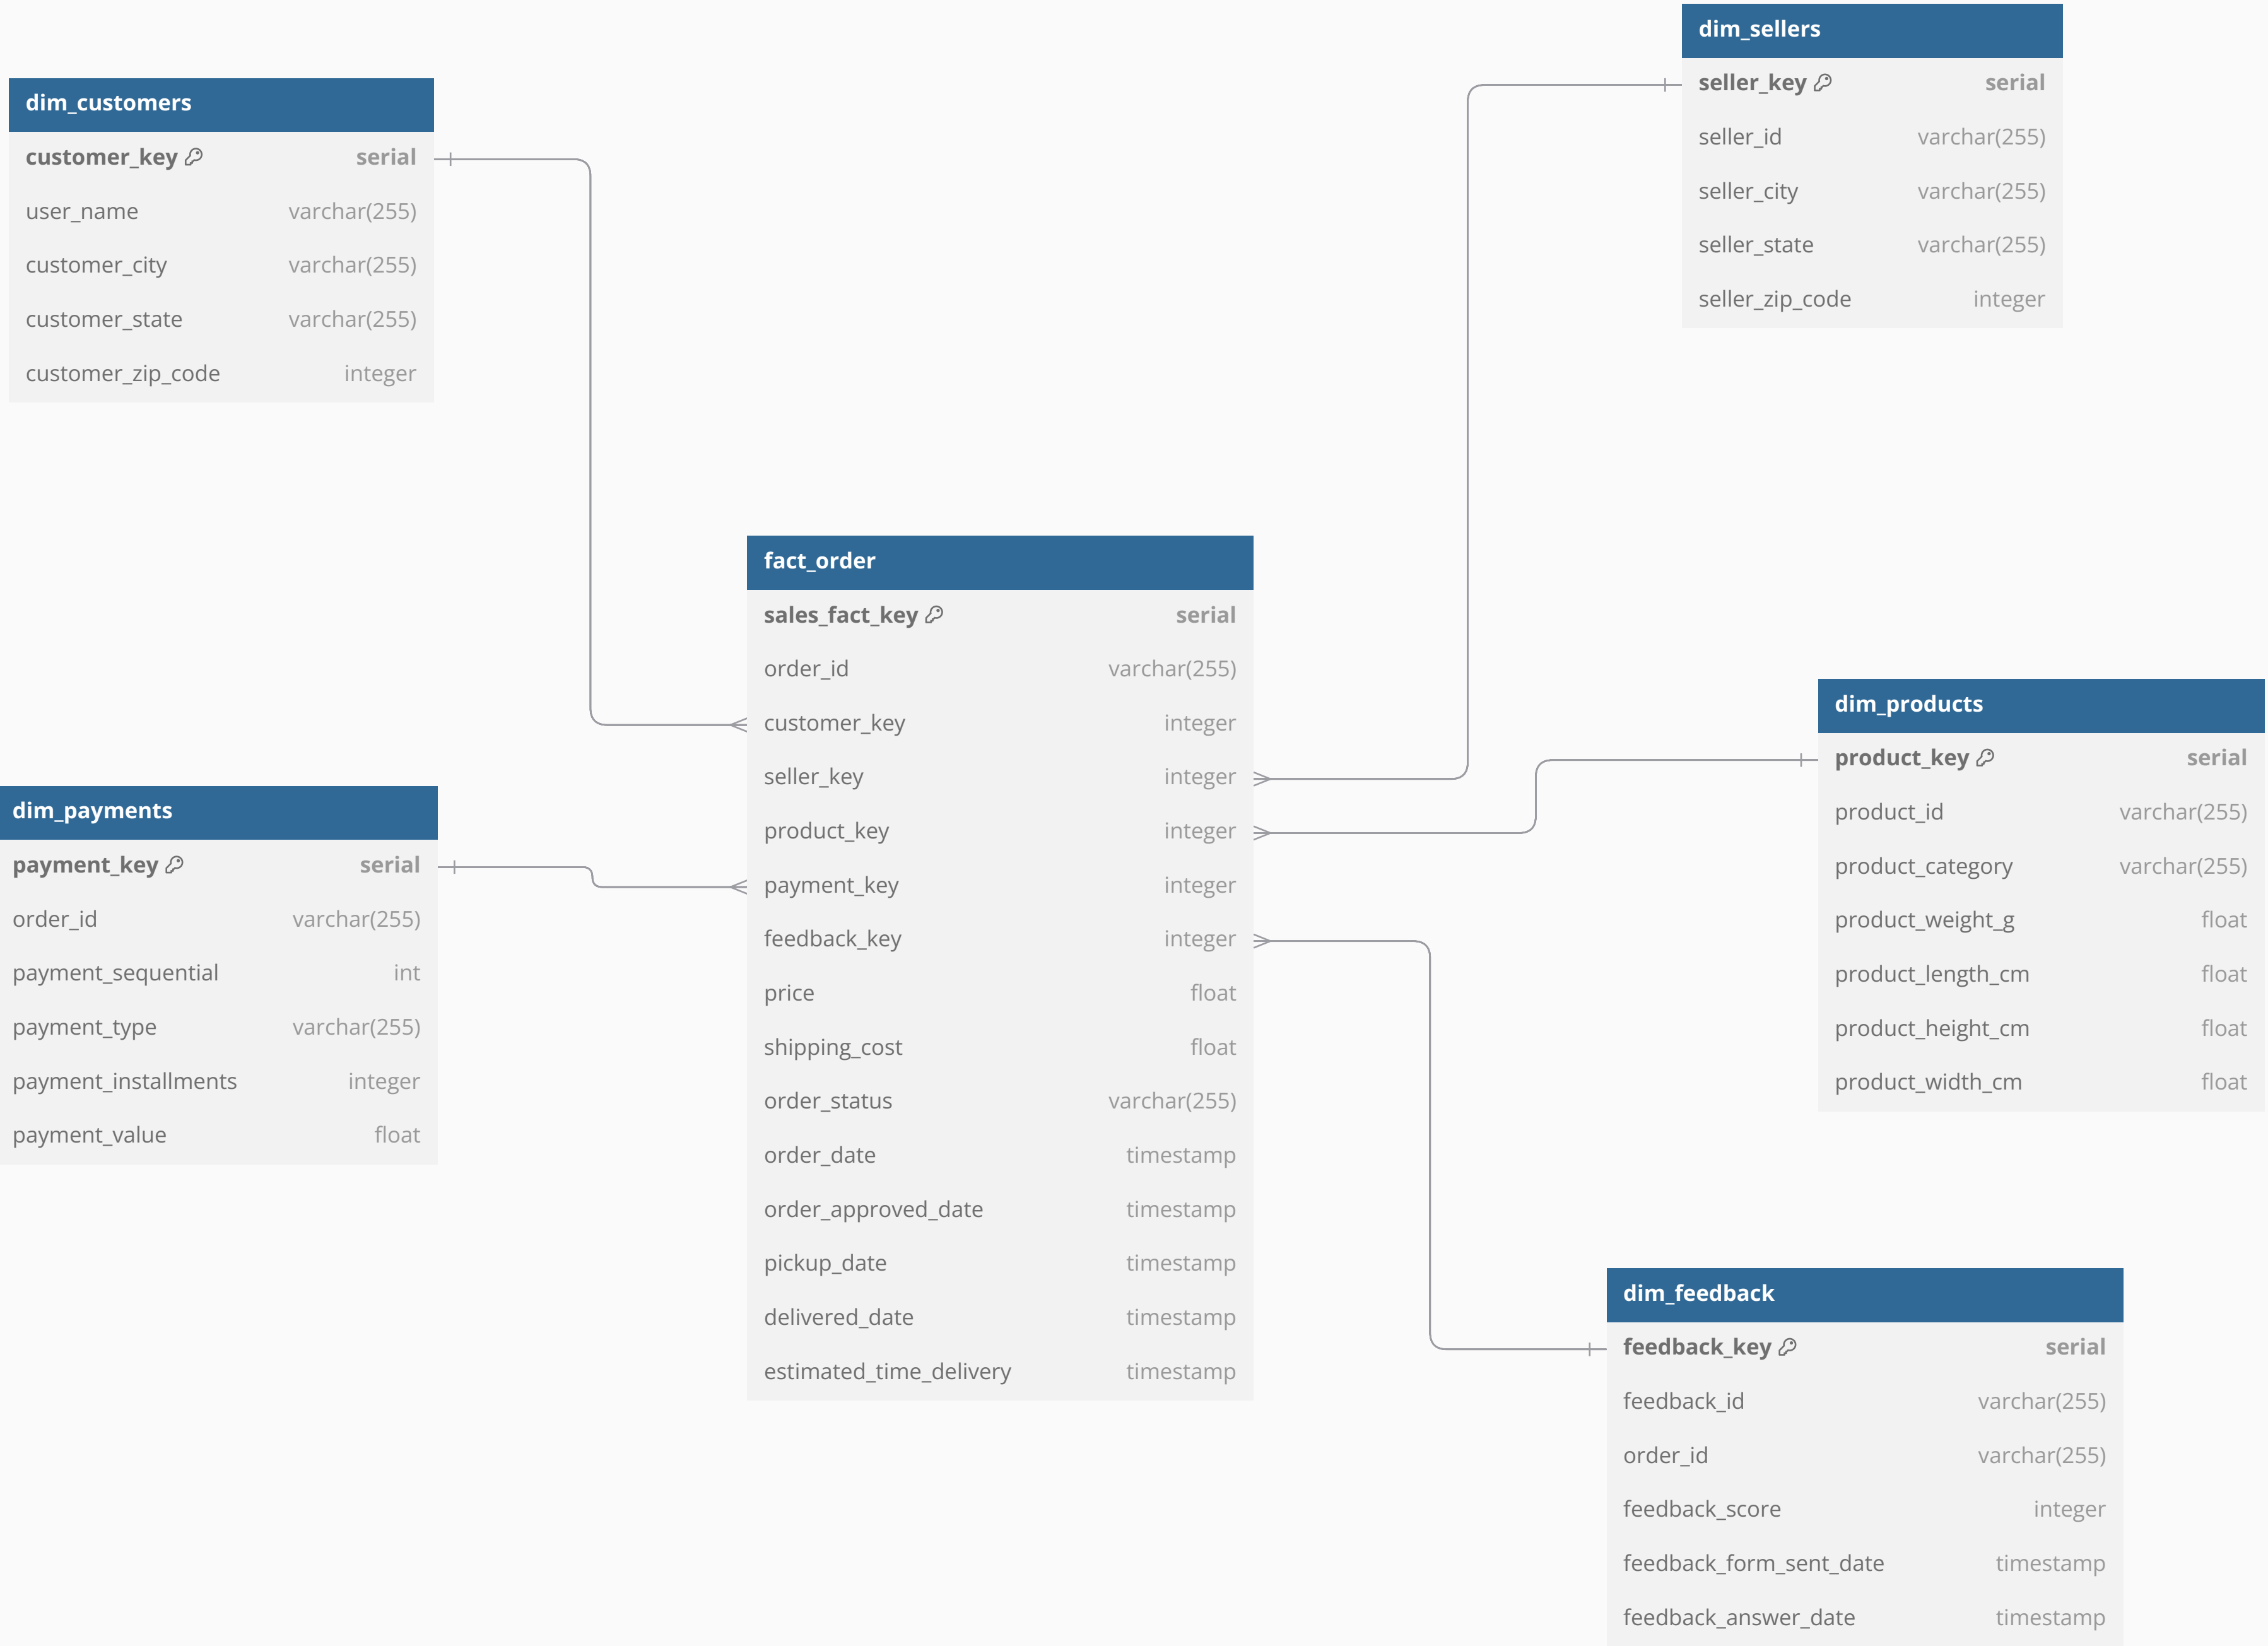 dim_sellers
seller_key serial
seller_id varchar(255)
seller_city varchar(255)
seller_state varchar(255)
seller_zip_code integer
dim_customers
customer_key serial
user_name varchar(255)
customer_city varchar(255)
customer_state varchar(255)
customer_zip_code integer
fact_order
sales_fact_key serial
order_id varchar(255)
customer_key integer
seller_key integer
product_key integer
payment_key integer
feedback_key integer
price float
shipping_cost float
order_status varchar(255)
order_date timestamp
order_approved_date timestamp
pickup_date timestamp
delivered_date timestamp
estimated_time_delivery timestamp
dim_products
product_key serial
product_id varchar(255)
product_category varchar(255)
product_weight_g float
product_length_cm float
product_height_cm float
product_width_cm float
dim_payments
payment_key serial
order_id varchar(255)
payment_sequential int
payment_type varchar(255)
payment_installments integer
payment_value float
dim_feedback
feedback_key serial
feedback_id varchar(255)
order_id varchar(255)
feedback_score integer
feedback_form_sent_date timestamp
feedback_answer_date timestamp